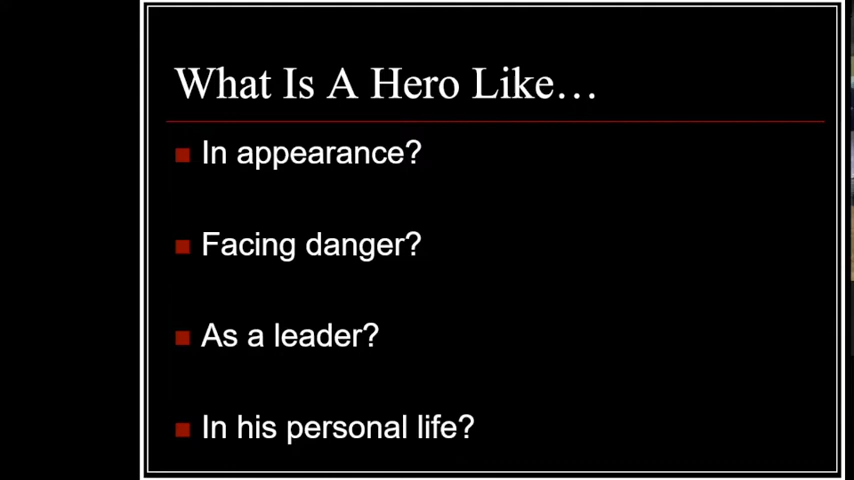 What Is A Hero Like…
In appearance?
Facing danger?
As a leader?
In his personal life?